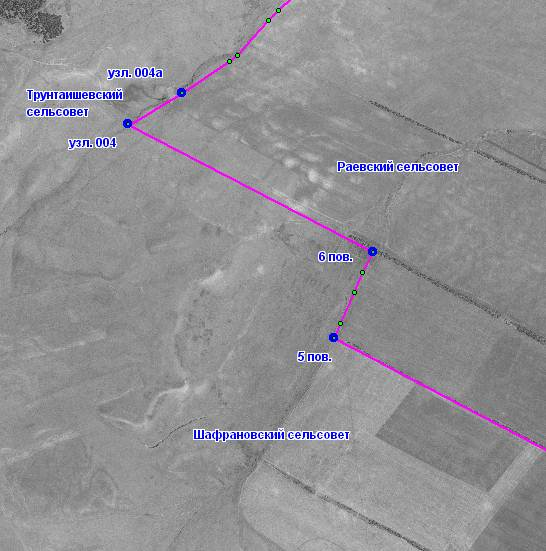 узл. 004а
Трунтаишевский
сельсовет
узл. 004
Раевский сельсовет
6 пов.
5 пов.
Шафрановский сельсовет